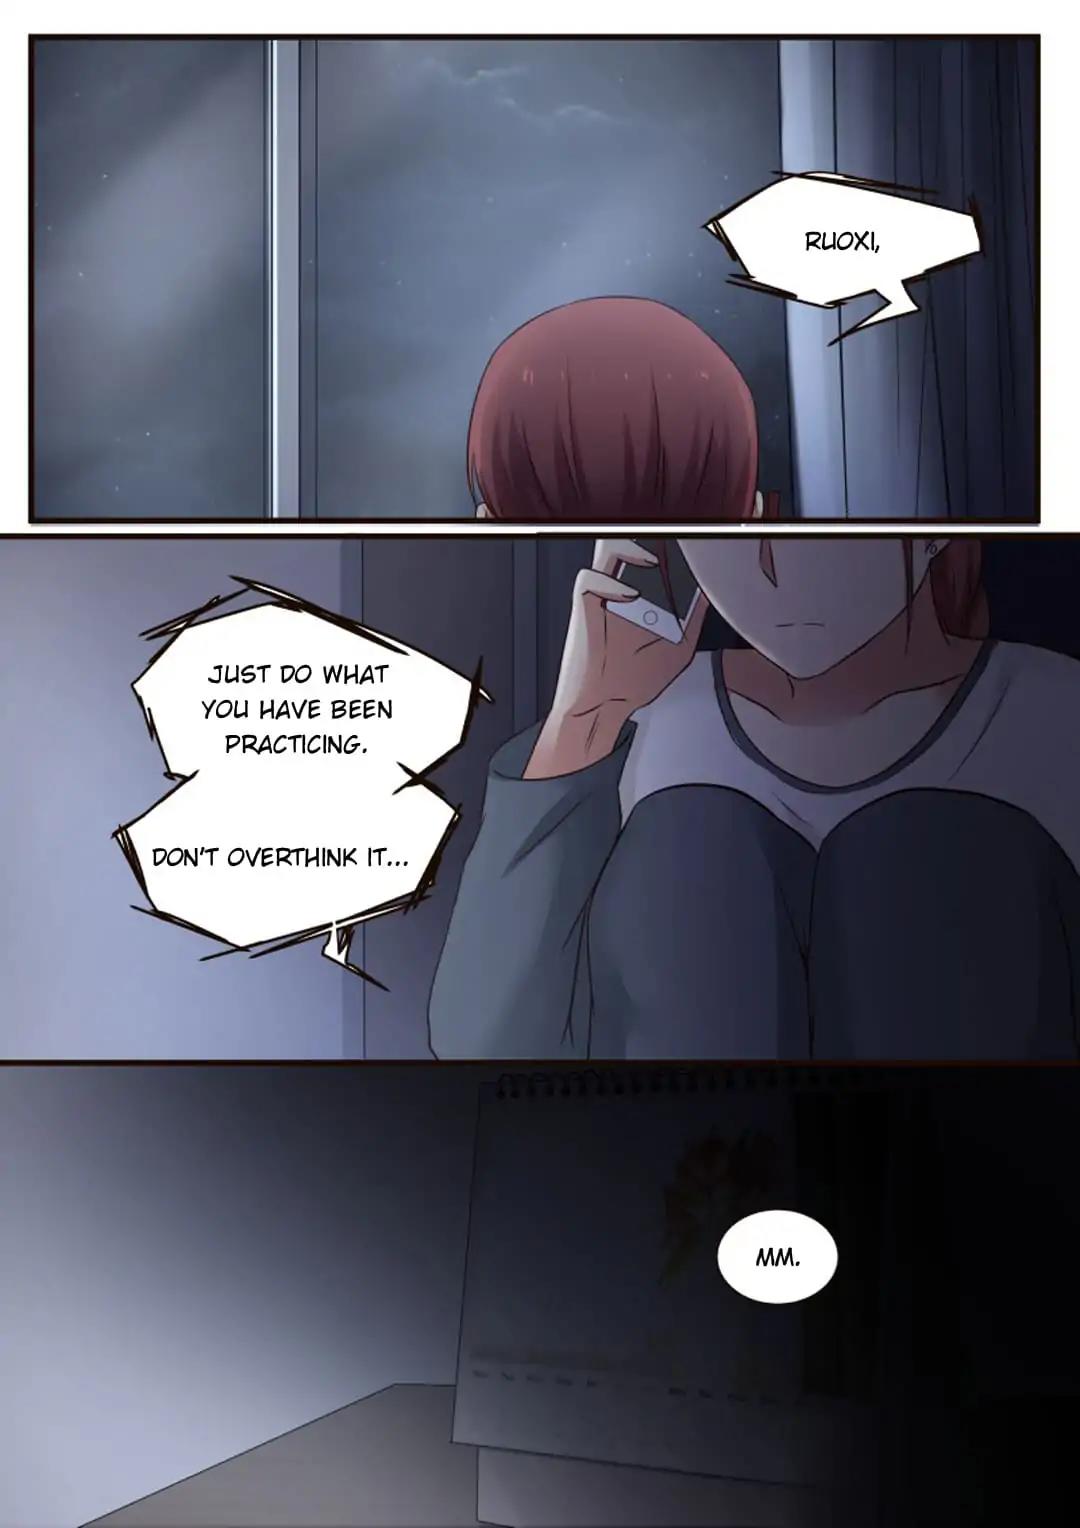 RUOXI,
JUST DO WHAT
YOU HAVE BEEN
PRACTICING.
DON'T OVERTHINK IT...
MM.